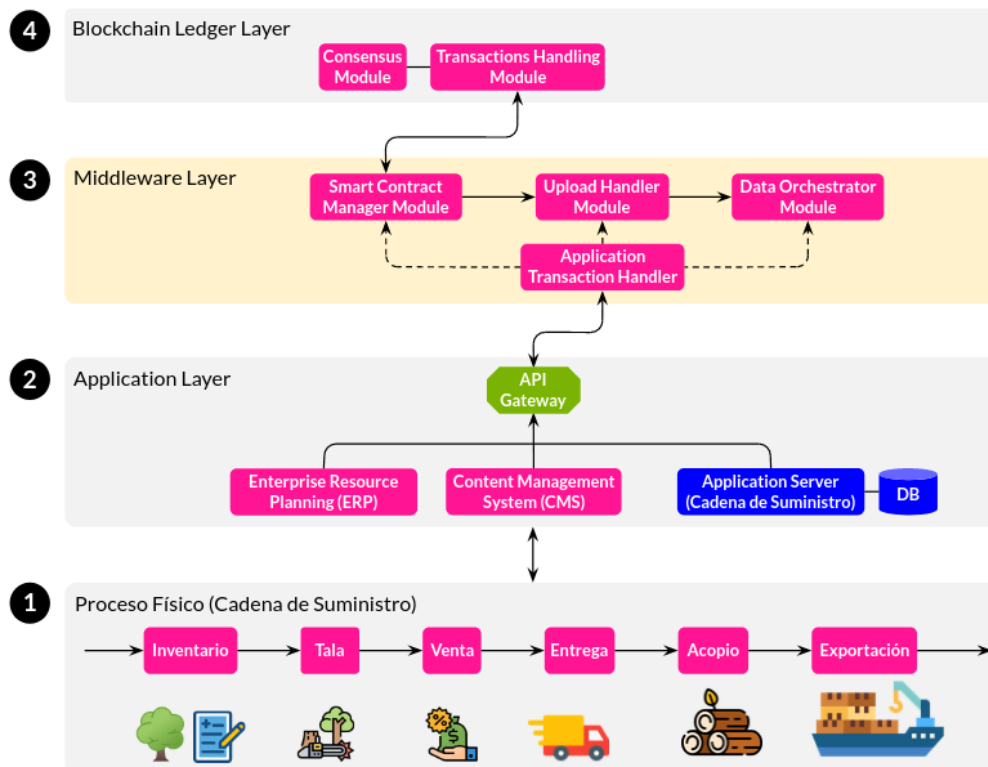 4
Blockchain Ledger Layer
Consensus
Module
Transactions Handling
Module
3
Middleware Layer
Smart Contract
Manager Module
Upload Handler
Module
Data Orchestrator
Module
Application
Transaction Handler
2
Application Layer
API
Gateway
Enterprise Resource
Planning (ERP)
Content Management
System (CMS)
Application Server
(Cadena de Suministro)
DB
1
Proceso Físico (Cadena de Suministro)
Inventario
Tala
Venta
Entrega
Acopio
Exportación